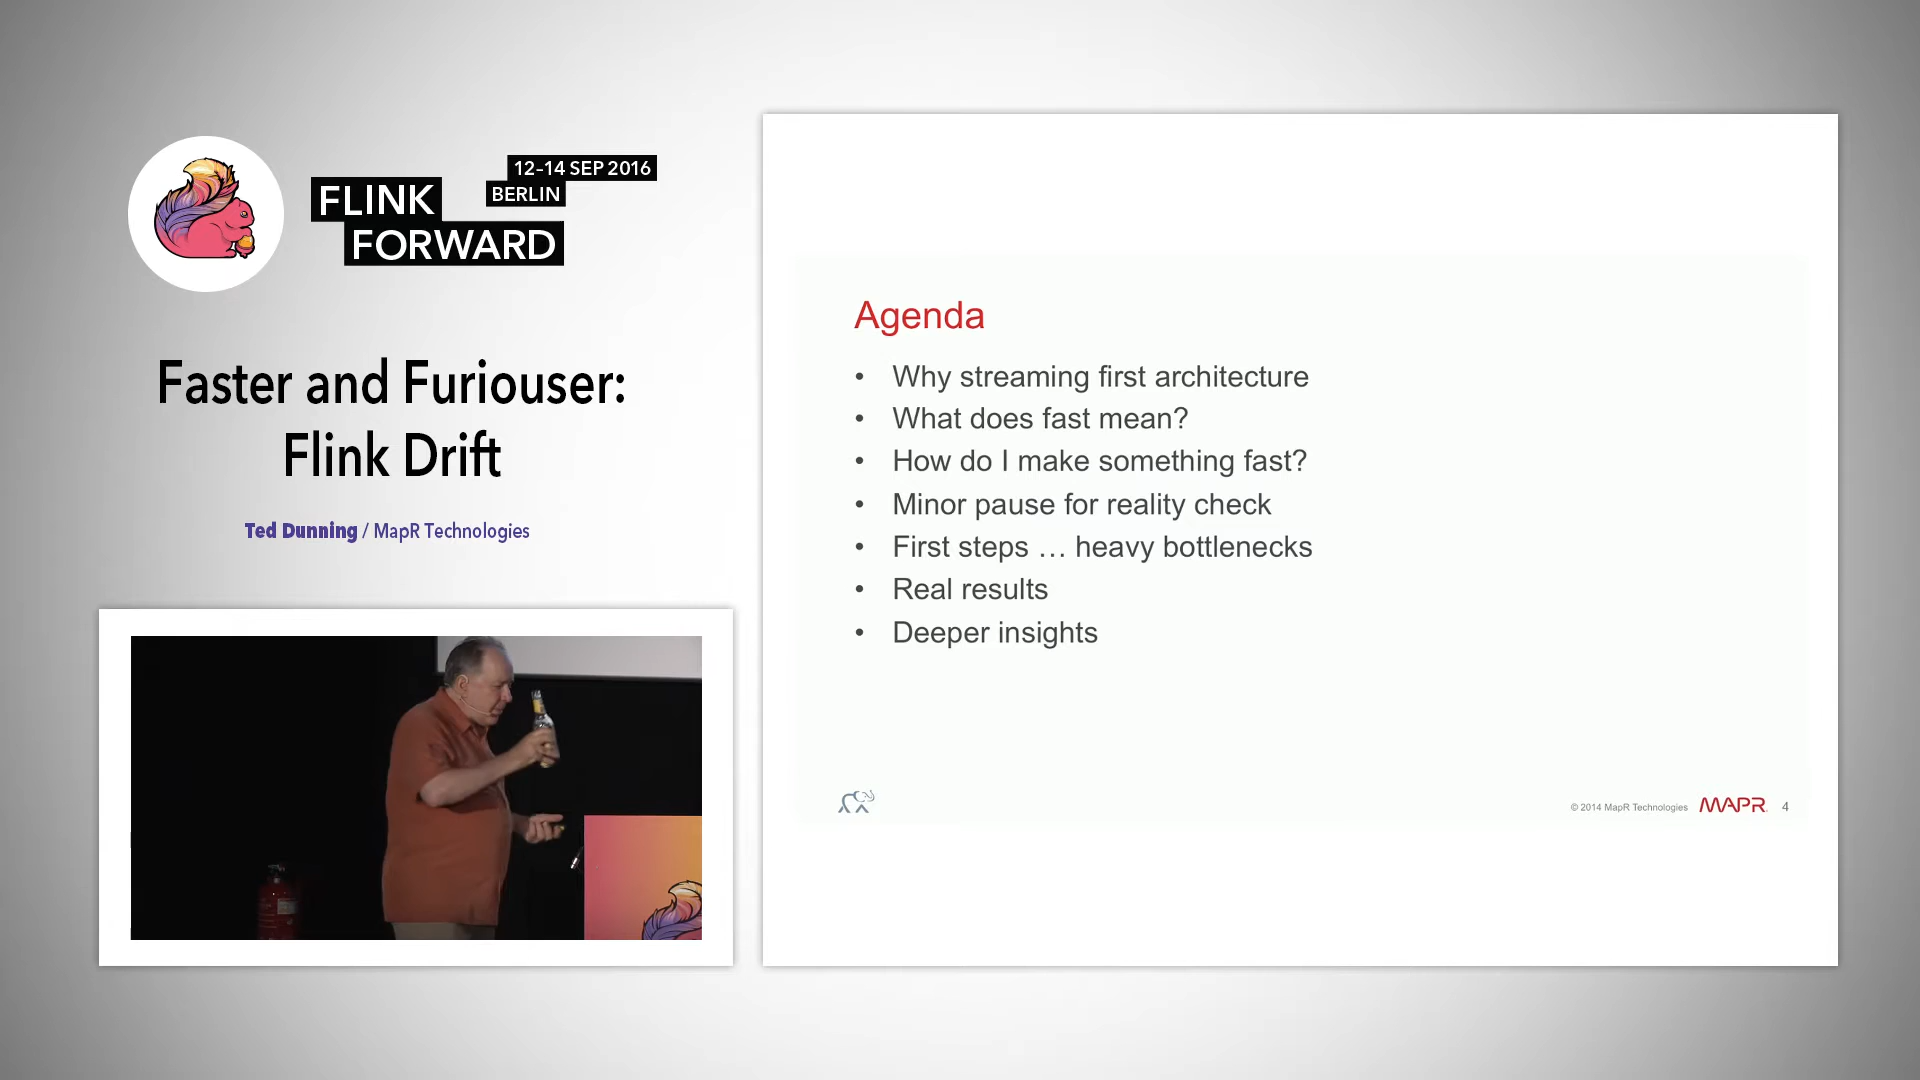 12–14 SEP 2016
BERLIN
FLINK
FORWARD
Faster and Furiouser:
Flink Drift
Ted Dunning / MapR Technologies
Agenda
• Why streaming first architecture
• What does fast mean?
• How do I make something fast?
• Minor pause for reality check
• First steps … heavy bottlenecks
• Real results
• Deeper insights
© 2014 MapR Technologies MAPR 4